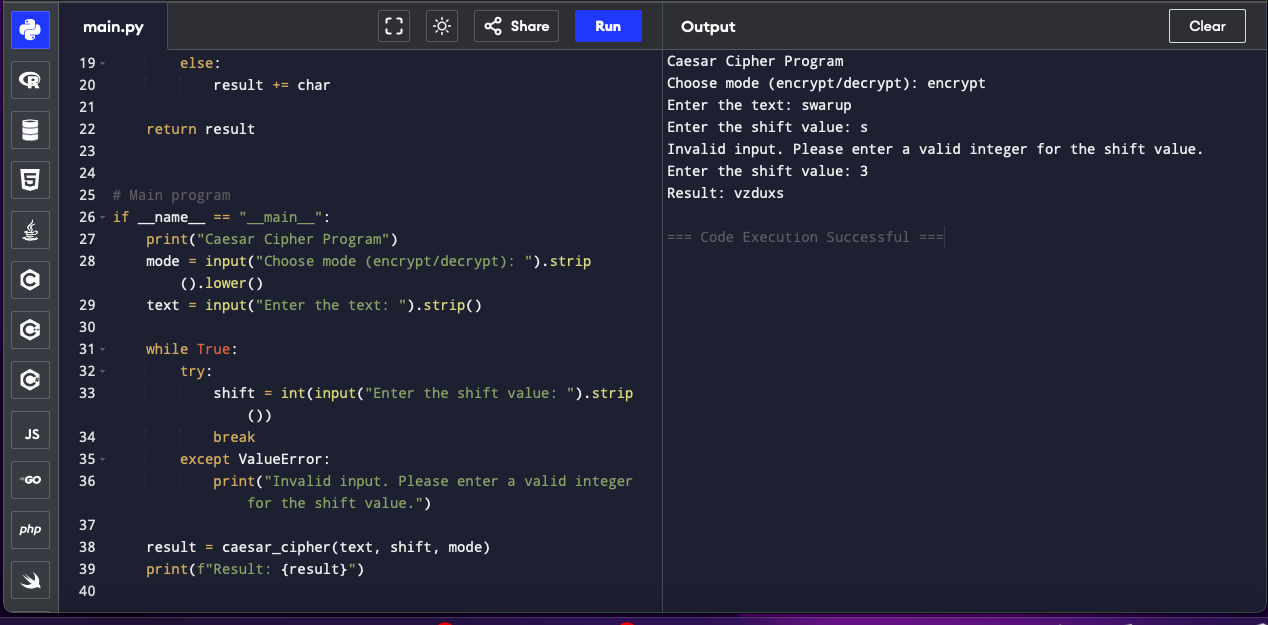 main.py
Share
Run
Output
Clear
19 else:
20 result += char
21
22 return result
23
24
25 # Main program
26 if __name__ == "__main__":
27 print("Caesar Cipher Program")
28 mode = input("Choose mode (encrypt/decrypt): ").strip
().lower()
29 text = input("Enter the text: ").strip()
30
31 while True:
32 try:
33 shift = int(input("Enter the shift value: ").strip
())
34 break
35 except ValueError:
36 print("Invalid input. Please enter a valid integer
for the shift value.")
37
38 result = caesar_cipher(text, shift, mode)
39 print(f"Result: {result}")
40
Caesar Cipher Program
Choose mode (encrypt/decrypt): encrypt
Enter the text: swarup
Enter the shift value: s
Invalid input. Please enter a valid integer for the shift value.
Enter the shift value: 3
Result: vzduxs
=== Code Execution Successful ===
R
JS
GO
php